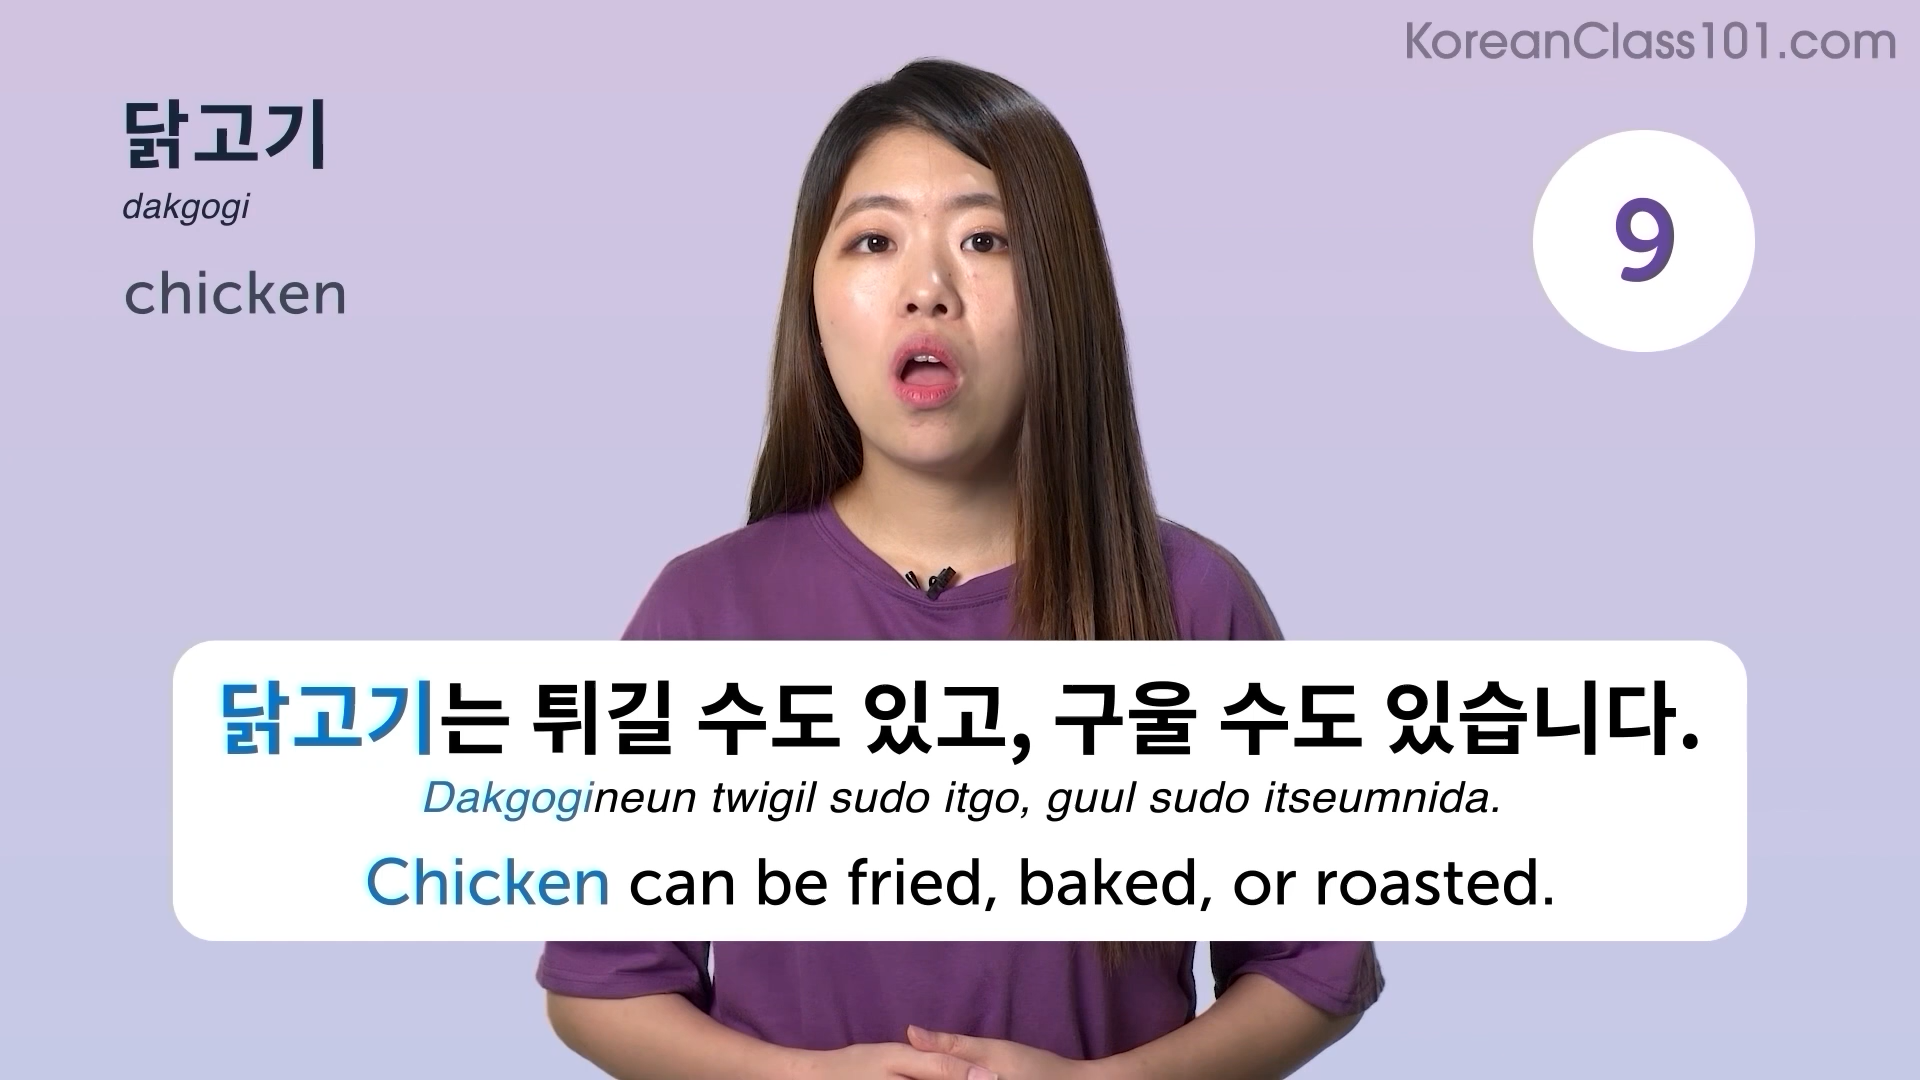 KoreanClass101.com
닭고기
dakgogi
chicken
9
닭고기는 튀길 수도 있고, 구울 수도 있습니다.
Dakgogineun twigil sudo itgo, guul sudo itseumnida.
Chicken can be fried, baked, or roasted.